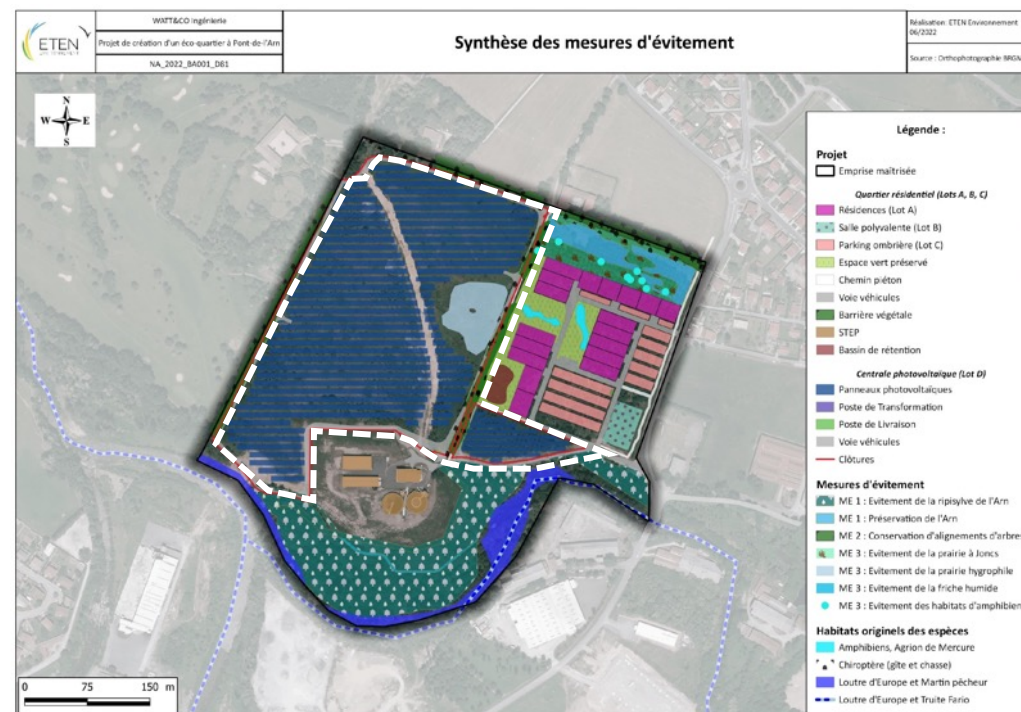 ETEN
WATT&CO Ingénierie
Projet de création d'un éco-quartier à Pont-de-l'Arn
NA_2022_BA001_DB1
Synthèse des mesures d'évitement
Réalisation: ETEN Environnement
06/2022
Source : Orthophotographie BRGM
N
W E
S
Légende :
Projet
Emprise maîtrisée
Quartier résidentiel (Lots A, B, C)
Résidences (Lot A)
Salle polyvalente (Lot B)
Parking ombrière (Lot C)
Espace vert préservé
Chemin piéton
Voie véhicules
Barrière végétale
STEP
Bassin de rétention
Centrale photovoltaïque (Lot D)
Panneaux photovoltaïques
Poste de Transformation
Poste de Livraison
Voie véhicules
Clôtures
Mesures d'évitement
ME 1 : Evitement de la ripisylve de l'Arn
ME 1 : Préservation de l'Arn
ME 2 : Conservation d'alignements d'arbres
ME 3 : Evitement de la prairie à Joncs
ME 3 : Evitement de la prairie hygrophile
ME 3 : Evitement de la friche humide
ME 3 : Evitement des habitats d'amphibien
Habitats originels des espèces
Amphibiens, Agrion de Mercure
Chiroptère (gîte et chasse)
Loutre d'Europe et Martin pêcheur
Loutre d'Europe et Truite Fario
0 75 150 m